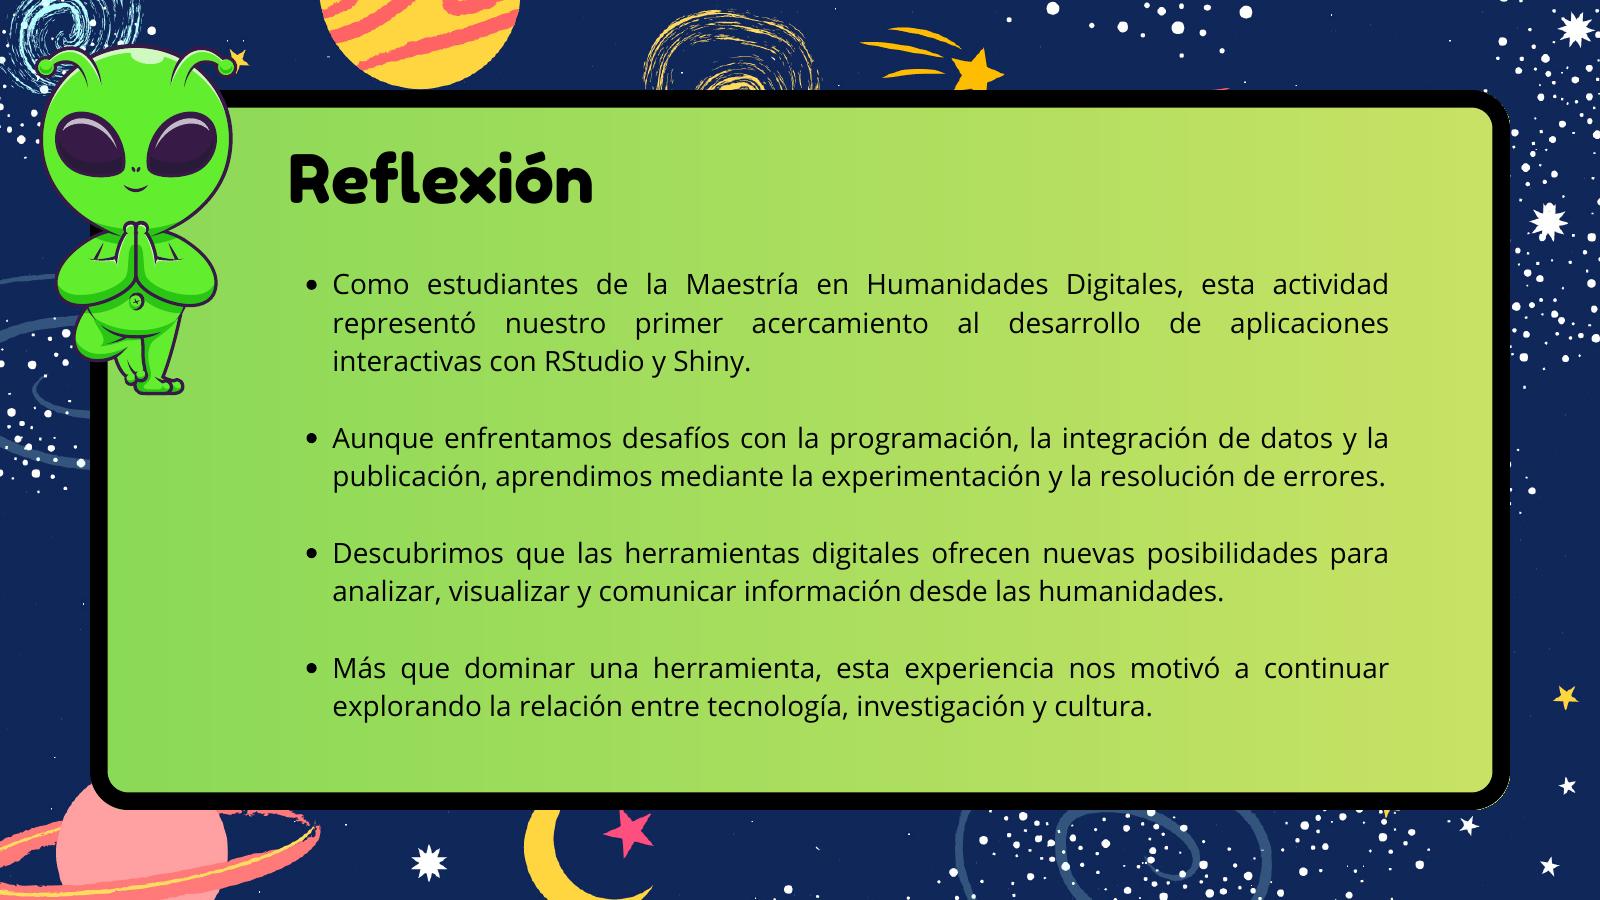 Reflexión
• Como estudiantes de la Maestría en Humanidades Digitales, esta actividad
representó nuestro primer acercamiento al desarrollo de aplicaciones
interactivas con RStudio y Shiny.
• Aunque enfrentamos desafíos con la programación, la integración de datos y la
publicación, aprendimos mediante la experimentación y la resolución de errores.
• Descubrimos que las herramientas digitales ofrecen nuevas posibilidades para
analizar, visualizar y comunicar información desde las humanidades.
• Más que dominar una herramienta, esta experiencia nos motivó a continuar
explorando la relación entre tecnología, investigación y cultura.